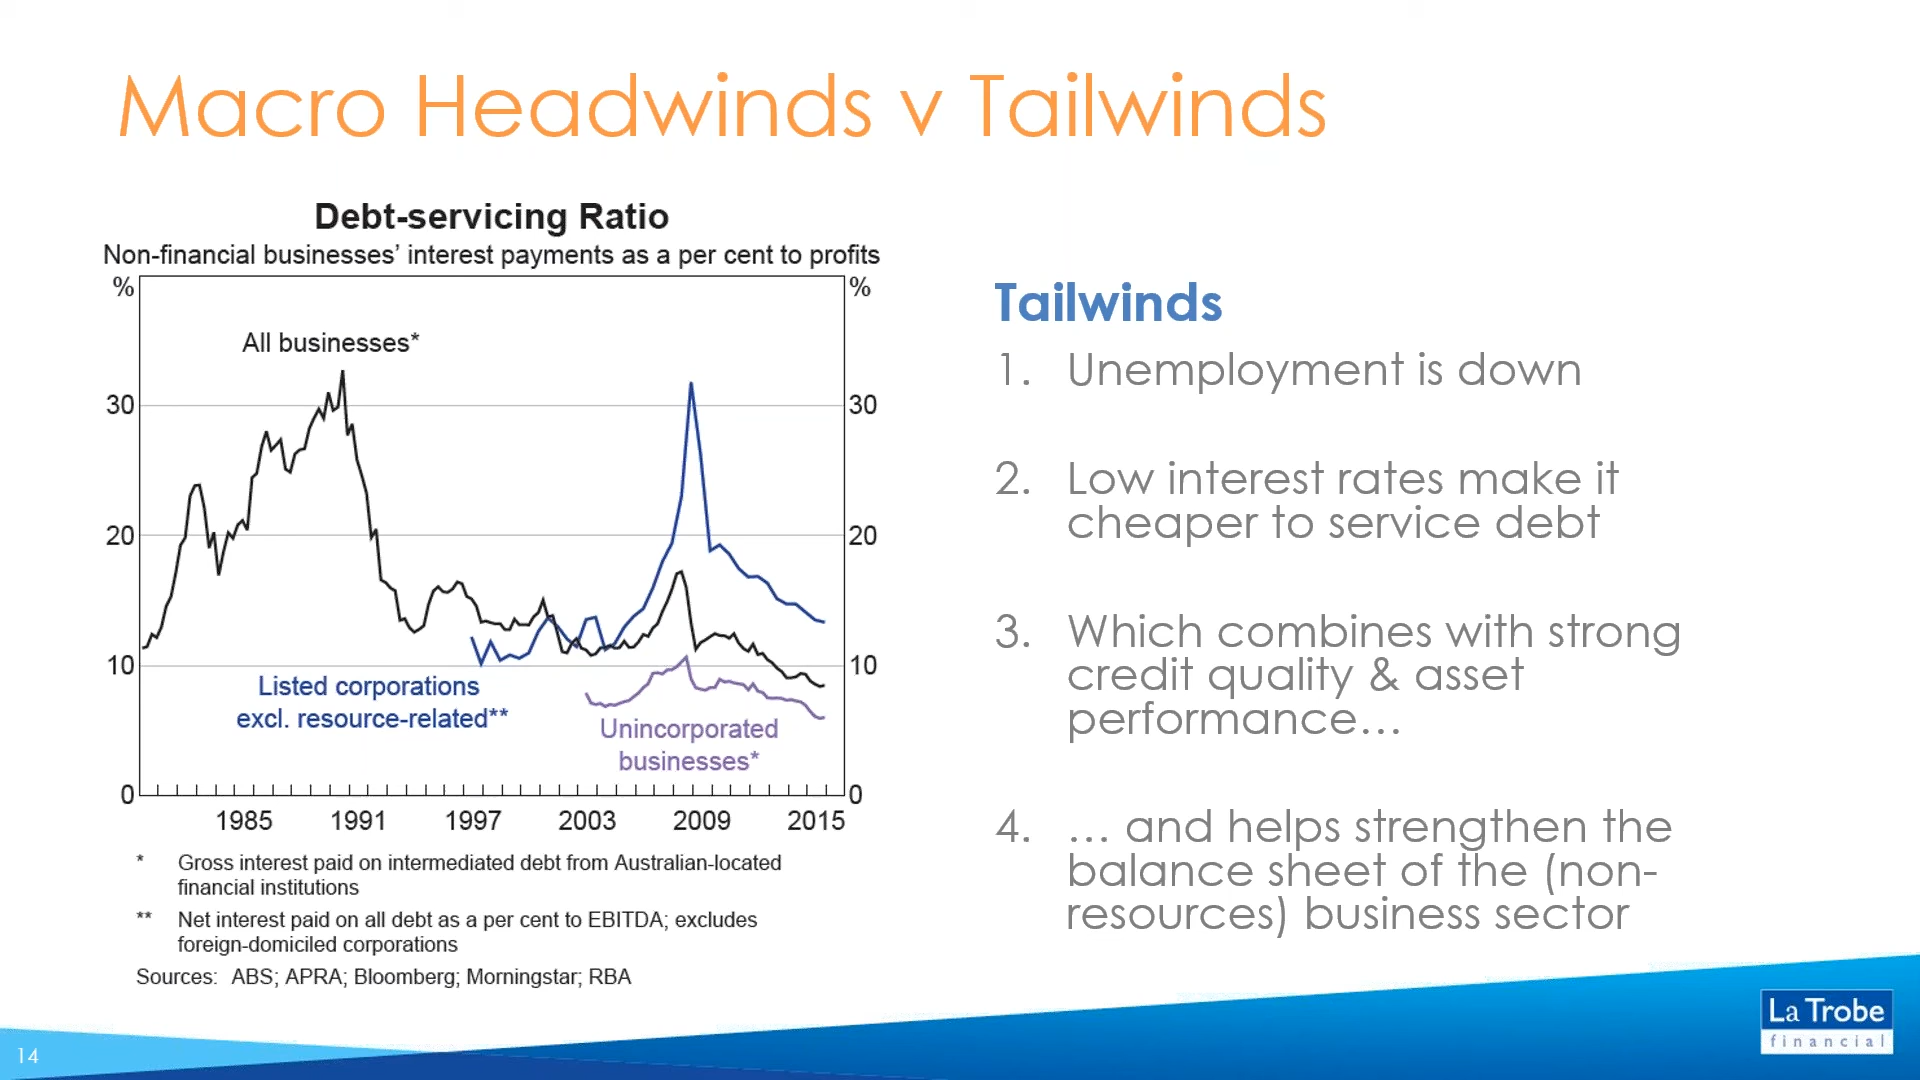 Macro Headwinds v Tailwinds
Debt-servicing Ratio
Non-financial businesses’ interest payments as a per cent to profits
% %
All businesses*
30 30
20 20
10 10
Listed corporations
excl. resource-related**
Unincorporated
businesses*
0 0
1985 1991 1997 2003 2009 2015
* Gross interest paid on intermediated debt from Australian-located
financial institutions
** Net interest paid on all debt as a per cent to EBITDA; excludes
foreign-domiciled corporations
Sources: ABS; APRA; Bloomberg; Morningstar; RBA
Tailwinds
1. Unemployment is down
2. Low interest rates make it
cheaper to service debt
3. Which combines with strong
credit quality & asset
performance…
4. … and helps strengthen the
balance sheet of the (non-
resources) business sector
14
La Trobe
financial